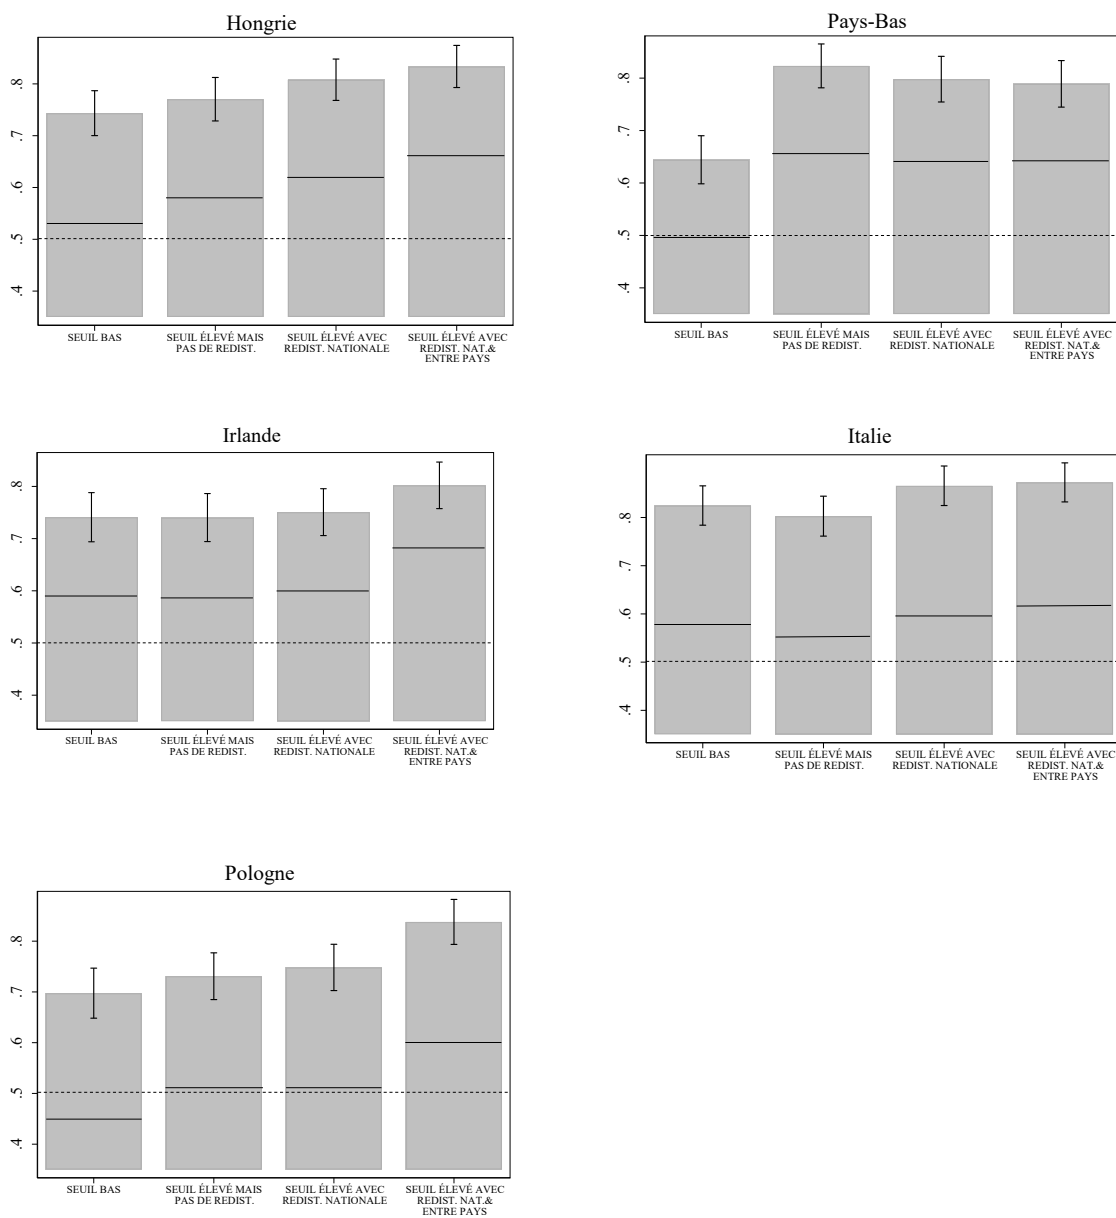 Hongrie
.8
.7
.6
.5
.4
SEUIL BAS
SEUIL ÉLEVÉ MAIS
PAS DE REDIST.
SEUIL ÉLEVÉ AVEC
REDIST. NATIONALE
SEUIL ÉLEVÉ AVEC
REDIST. NAT.&
ENTRE PAYS
Pays-Bas
.8
.7
.6
.5
.4
SEUIL BAS
SEUIL ÉLEVÉ MAIS
PAS DE REDIST.
SEUIL ÉLEVÉ AVEC
REDIST. NATIONALE
SEUIL ÉLEVÉ AVEC
REDIST. NAT.&
ENTRE PAYS
Irlande
.8
.7
.6
.5
.4
SEUIL BAS
SEUIL ÉLEVÉ MAIS
PAS DE REDIST.
SEUIL ÉLEVÉ AVEC
REDIST. NATIONALE
SEUIL ÉLEVÉ AVEC
REDIST. NAT.&
ENTRE PAYS
Italie
.8
.7
.6
.5
.4
SEUIL BAS
SEUIL ÉLEVÉ MAIS
PAS DE REDIST.
SEUIL ÉLEVÉ AVEC
REDIST. NATIONALE
SEUIL ÉLEVÉ AVEC
REDIST. NAT.&
ENTRE PAYS
Pologne
.8
.7
.6
.5
.4
SEUIL BAS
SEUIL ÉLEVÉ MAIS
PAS DE REDIST.
SEUIL ÉLEVÉ AVEC
REDIST. NATIONALE
SEUIL ÉLEVÉ AVEC
REDIST. NAT.&
ENTRE PAYS